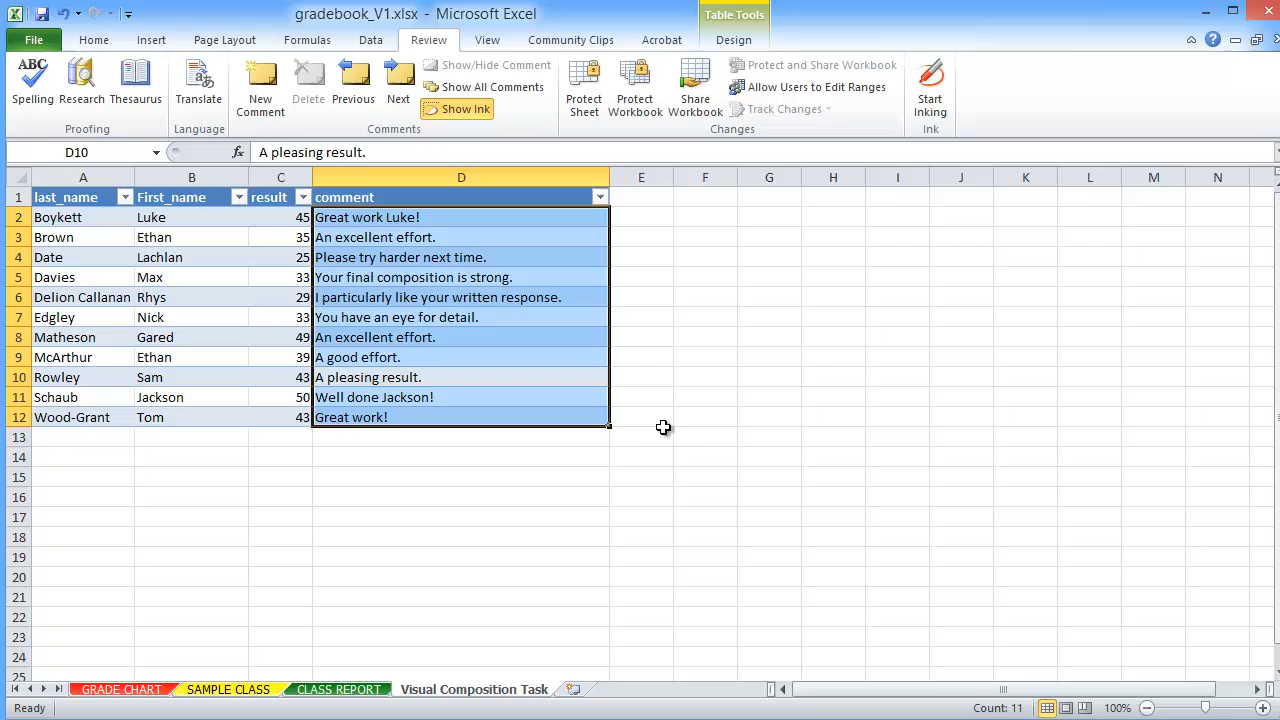 gradebook_V1.xlsx - Microsoft Excel
Table Tools
File Home Insert Page Layout Formulas Data Review View Community Clips Acrobat Design
ABC
Spelling Research Thesaurus
Proofing
Translate
Language
New Comment
Delete Previous Next
Show/Hide Comment
Show All Comments
Show Ink
Comments
Protect Sheet
Protect Workbook
Share Workbook
Protect and Share Workbook
Allow Users to Edit Ranges
Track Changes
Changes
Start Inking
Ink
D10 fx A pleasing result.
A B C D E F G H I J K L M N
1 last_name First_name result comment
2 Boykett Luke 45 Great work Luke!
3 Brown Ethan 35 An excellent effort.
4 Date Lachlan 25 Please try harder next time.
5 Davies Max 33 Your final composition is strong.
6 Delion Callanan Rhys 29 I particularly like your written response.
7 Edgley Nick 33 You have an eye for detail.
8 Matheson Gared 49 An excellent effort.
9 McArthur Ethan 39 A good effort.
10 Rowley Sam 43 A pleasing result.
11 Schaub Jackson 50 Well done Jackson!
12 Wood-Grant Tom 43 Great work!
13
14
15
16
17
18
19
20
21
22
23
24
25
GRADE CHART SAMPLE CLASS CLASS REPORT Visual Composition Task
Ready Count: 11 100%